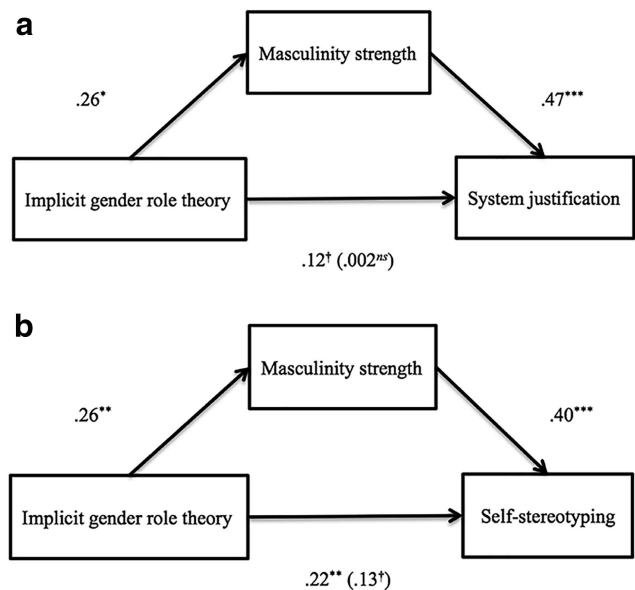 a
Masculinity strength
.26*
.47***
Implicit gender role theory
System justification
.12† (.002ns)
b
Masculinity strength
.26**
.40***
Implicit gender role theory
Self-stereotyping
.22** (.13†)